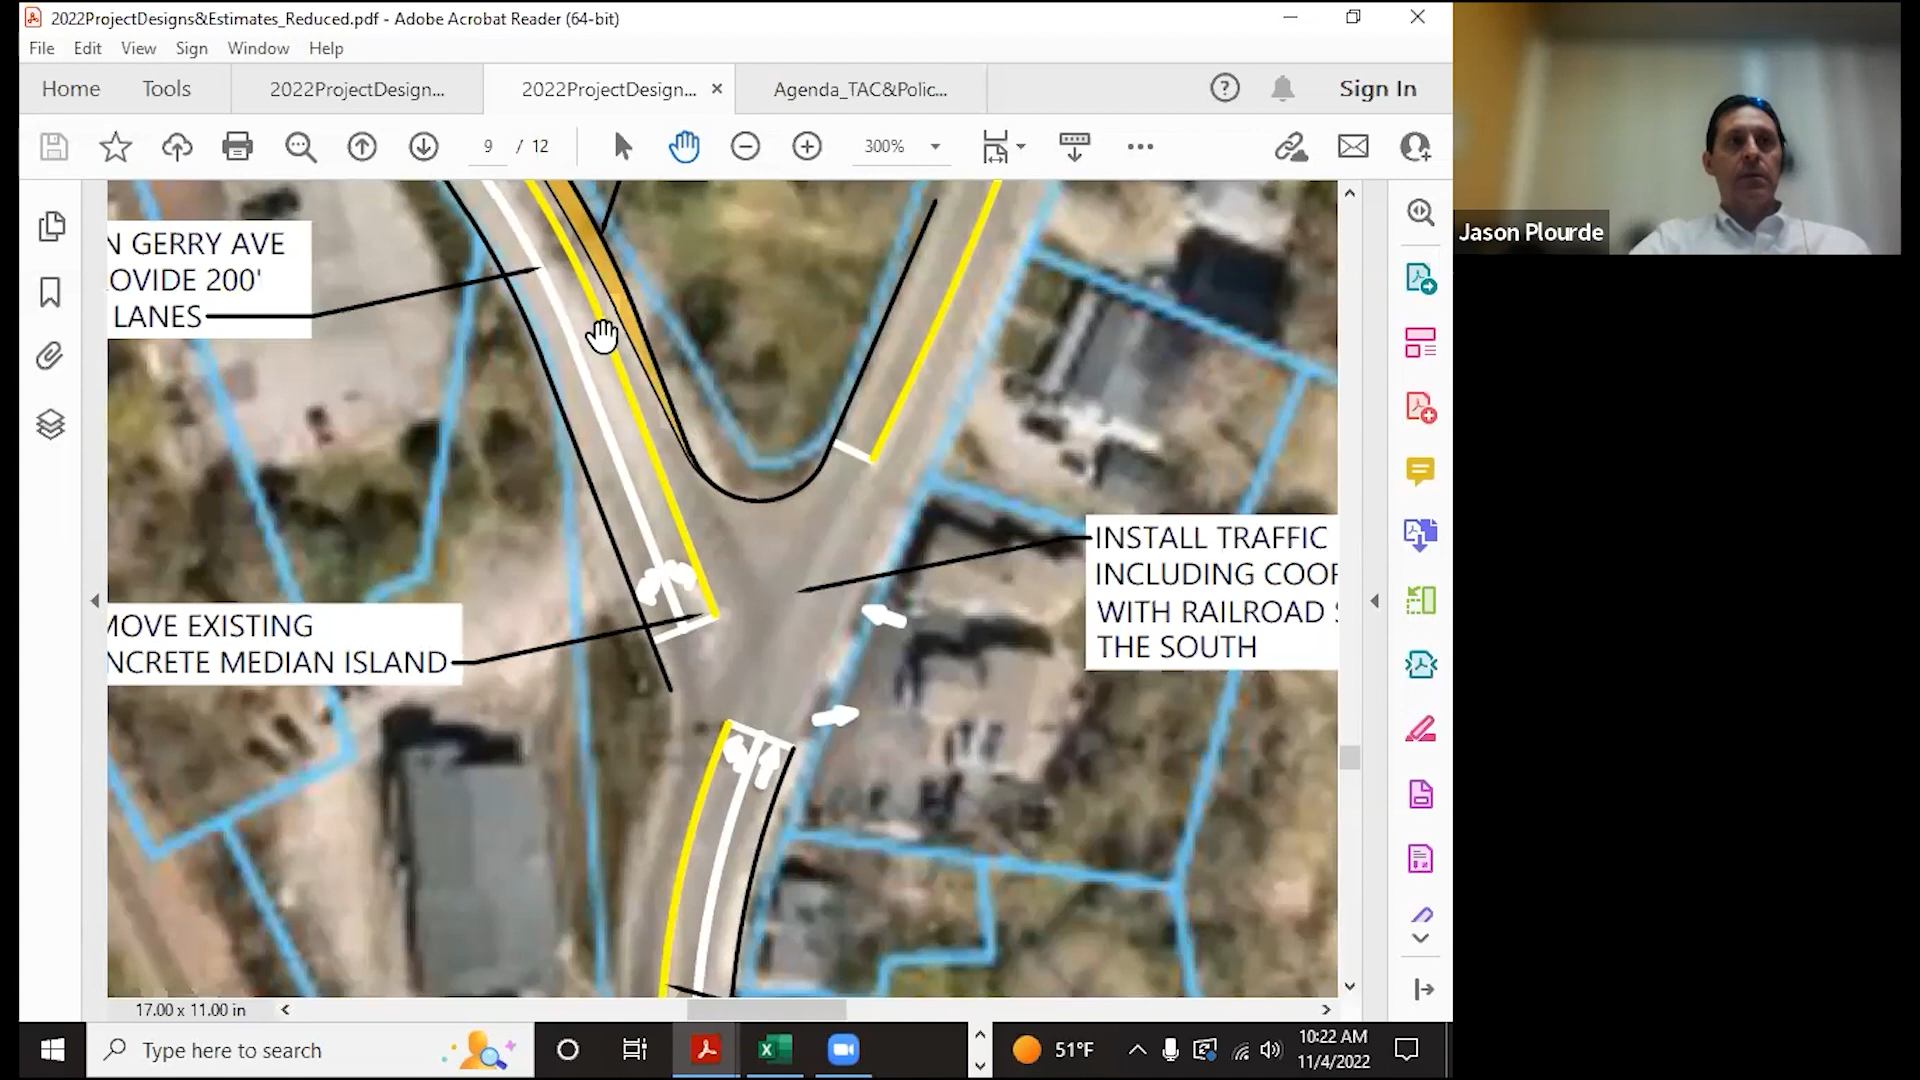 2022ProjectDesigns&Estimates_Reduced.pdf - Adobe Acrobat Reader (64-bit)
File Edit View Sign Window Help
Home Tools 2022ProjectDesign... 2022ProjectDesign... Agenda_TAC&Polic... Sign In
9 / 12 300%
N GERRY AVE
OVIDE 200'
LANES
INSTALL TRAFFIC
INCLUDING COOR
WITH RAILROAD S
THE SOUTH
MOVE EXISTING
NCRETE MEDIAN ISLAND
17.00 x 11.00 in
Type here to search
51°F
10:22 AM
11/4/2022
Jason Plourde